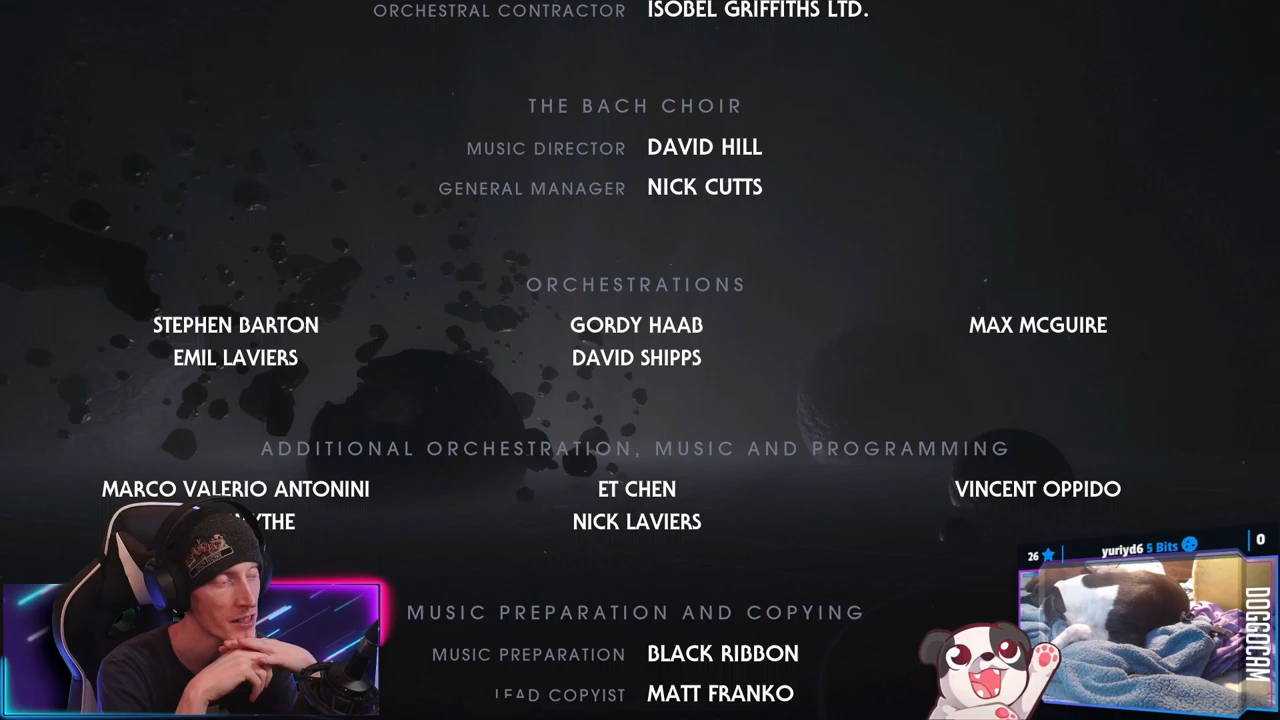 ORCHESTRAL CONTRACTOR ISOBEL GRIFFITHS LTD.
THE BACH CHOIR
MUSIC DIRECTOR DAVID HILL
GENERAL MANAGER NICK CUTTS
ORCHESTRATIONS
STEPHEN BARTON GORDY HAAB MAX MCGUIRE
EMIL LAVIERS DAVID SHIPPS
ADDITIONAL ORCHESTRATION, MUSIC AND PROGRAMMING
MARCO VALERIO ANTONINI ET CHEN VINCENT OPPIDO
NICK LAVIERS
26 yuriyd6 5 Bits 0
MUSIC PREPARATION AND COPYING
MUSIC PREPARATION BLACK RIBBON
LEAD COPYIST MATT FRANKO
DOGGOCAM